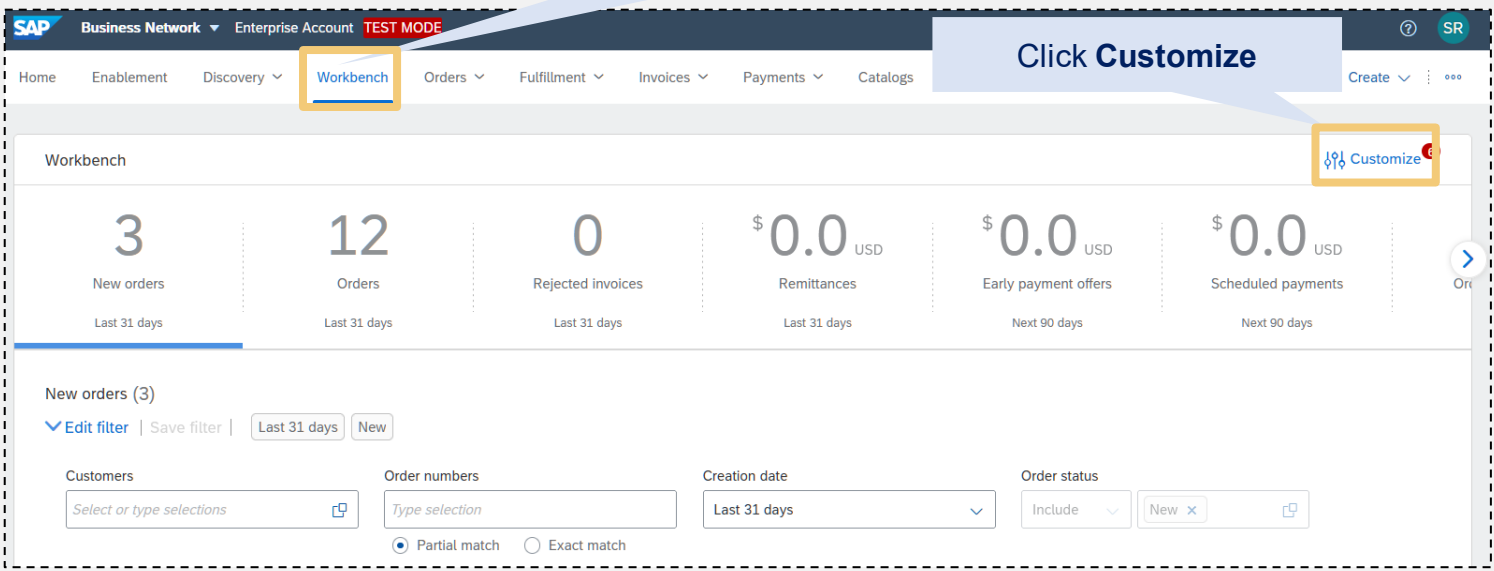 SAP Business Network Enterprise Account TEST MODE SR
Click Customize
Home Enablement Discovery Workbench Orders Fulfillment Invoices Payments Catalogs Create
Workbench Customize 6
3 12 0 $ 0.0 USD $ 0.0 USD $ 0.0 USD
New orders Orders Rejected invoices Remittances Early payment offers Scheduled payments
Last 31 days Last 31 days Last 31 days Last 31 days Next 90 days Next 90 days
New orders (3)
Edit filter | Save filter | Last 31 days New
Customers Order numbers Creation date Order status
Select or type selections Type selection Last 31 days Include New
Partial match Exact match